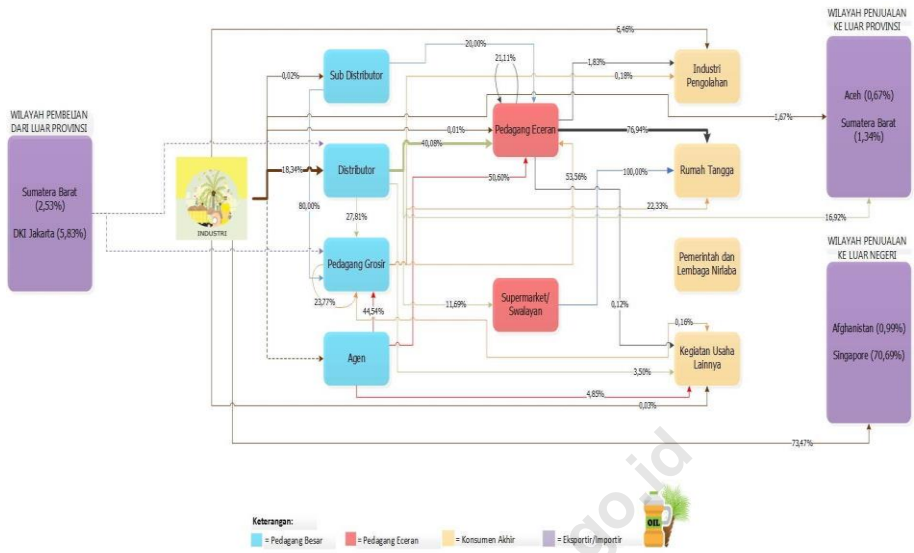 WILAYAH PENJUALAN
KE LUAR PROVINSI
6,46%
20,00%
21,11%
1,83%
0,18%
0,02%
Sub Distributor
Industri
Pengolahan
Aceh (0,67%)
Sumatera Barat
(1,34%)
WILAYAH PEMBELIAN
DARI LUAR PROVINSI
1,67%
Pedagang Eceran
0,01%
76,94%
40,08%
18,34%
Distributor
50,60%
53,56%
100,00%
Rumah Tangga
Sumatera Barat
(2,53%)
DKI Jakarta (5,83%)
INDUSTRI
80,00%
27,81%
22,33%
16,92%
WILAYAH PENJUALAN
KE LUAR NEGERI
Pedagang Grosir
Pemerintah dan
Lembaga Nirlaba
23,77%
44,54%
11,69%
Supermarket/
Swalayan
0,12%
0,16%
Afghanistan (0,99%)
Singapore (70,69%)
Agen
Kegiatan Usaha
Lainnya
3,50%
4,85%
0,03%
73,47%
go.id
OIL
Keterangan:
= Pedagang Besar
= Pedagang Eceran
= Konsumen Akhir
= Eksportir/Importir